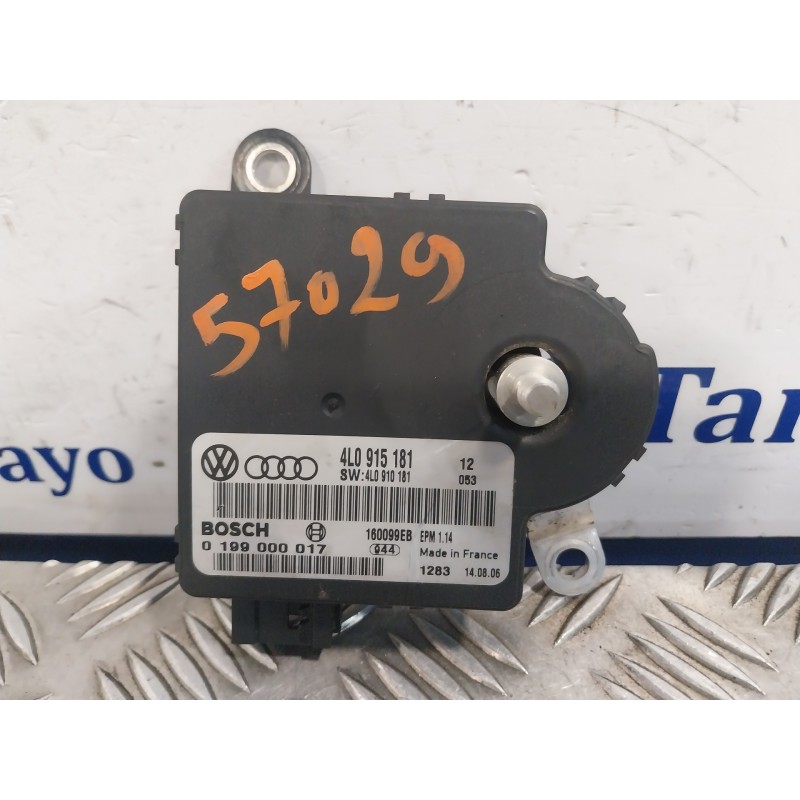 57029
ayo
Tan
4L0 915 181 12
SW:4L0 910 181 053
BOSCH 160099EB EPM 1.14
0 199 000 017 944 Made in France
1283 14.08.06